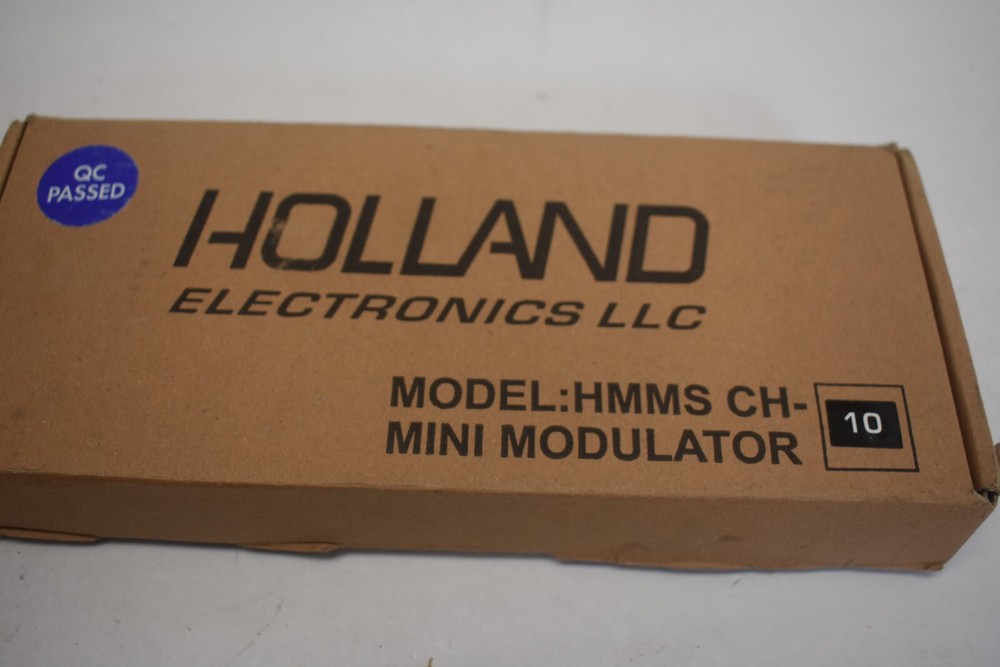 QC
PASSED
HOLLAND
ELECTRONICS LLC
MODEL:HMMS CH-
MINI MODULATOR
10